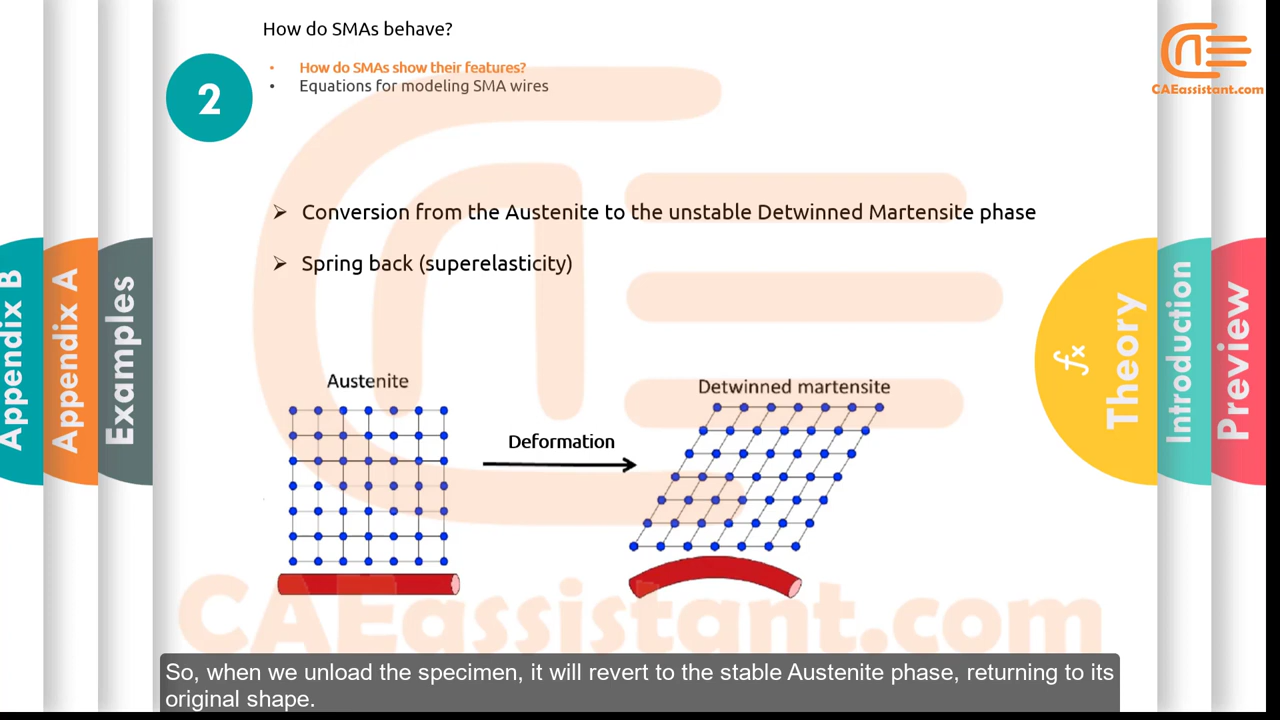 How do SMAs behave?
2
• How do SMAs show their features?
• Equations for modeling SMA wires
CAEassistant.com
➢ Conversion from the Austenite to the unstable Detwinned Martensite phase
➢ Spring back (superelasticity)
Appendix B
Appendix A
Examples
fx
Theory
Introduction
Preview
Austenite
Deformation
Detwinned martensite
CAEassistant.com
So, when we unload the specimen, it will revert to the stable Austenite phase, returning to its
original shape.